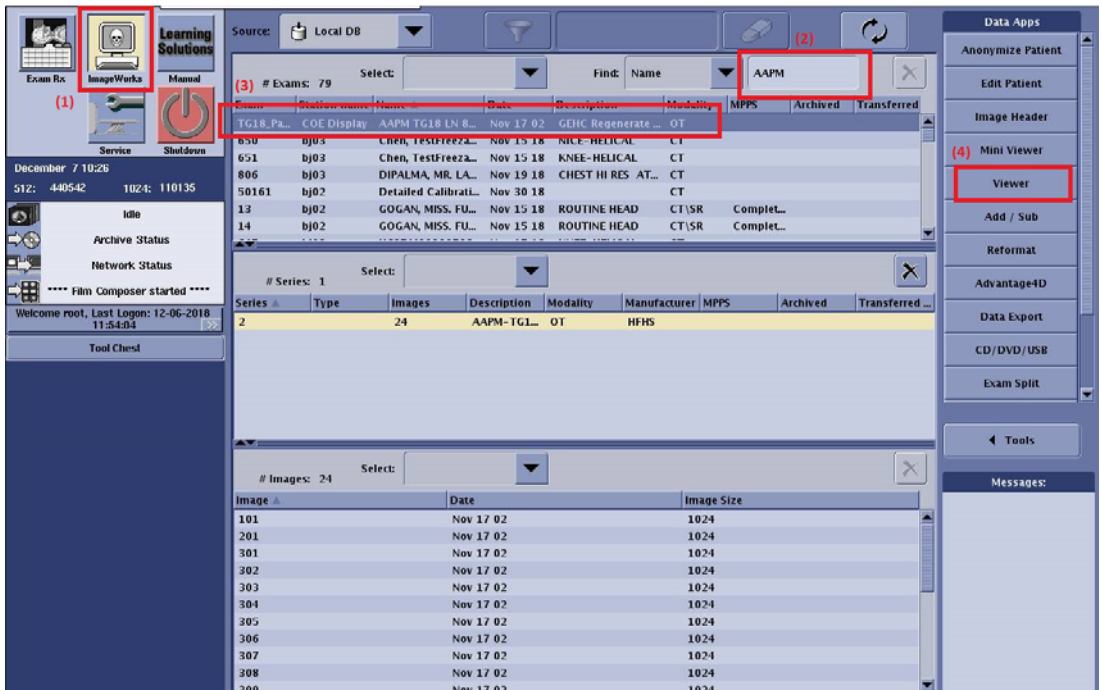 Exam Rx
ImageWorks
Learning Solutions
Manual
(1)
Service
Shutdown
December 7 10:26
512: 440542 1024: 110135
Idle
Archive Status
Network Status
**** Film Composer started ****
Welcome root, Last Logon: 12-06-2018
11:54:04
Tool Chest
Source: Local DB
(2)
(3) # Exams: 79 Select: Find: Name AAPM
Exam Station name Name Date Description Modality MPPS Archived Transferred
TG18_Pa... COE Display AAPM TG18 LN 8... Nov 17 02 GEHC Regenerate ... OT
650 bj03 Chen, TestFreeza... Nov 15 18 NICE-HELICAL CT
651 bj03 Chen, TestFreeza... Nov 15 18 KNEE-HELICAL CT
806 bj03 DIPALMA, MR. LA... Nov 19 18 CHEST HI RES AT... CT
50161 bj02 Detailed Calibrati... Nov 30 18 CT
13 bj02 GOGAN, MISS. FU... Nov 15 18 ROUTINE HEAD CT\SR Complet...
14 bj02 GOGAN, MISS. FU... Nov 15 18 ROUTINE HEAD CT\SR Complet...
# Series: 1 Select:
Series Type Images Description Modality Manufacturer MPPS Archived Transferred ...
2 24 AAPM-TG1... OT HFHS
# Images: 24 Select:
Image Date Image Size
101 Nov 17 02 1024
201 Nov 17 02 1024
301 Nov 17 02 1024
302 Nov 17 02 1024
303 Nov 17 02 1024
304 Nov 17 02 1024
305 Nov 17 02 1024
306 Nov 17 02 1024
307 Nov 17 02 1024
308 Nov 17 02 1024
Data Apps
Anonymize Patient
Edit Patient
Image Header
(4) Mini Viewer
Viewer
Add / Sub
Reformat
Advantage4D
Data Export
CD/DVD/USB
Exam Split
Tools
Messages: